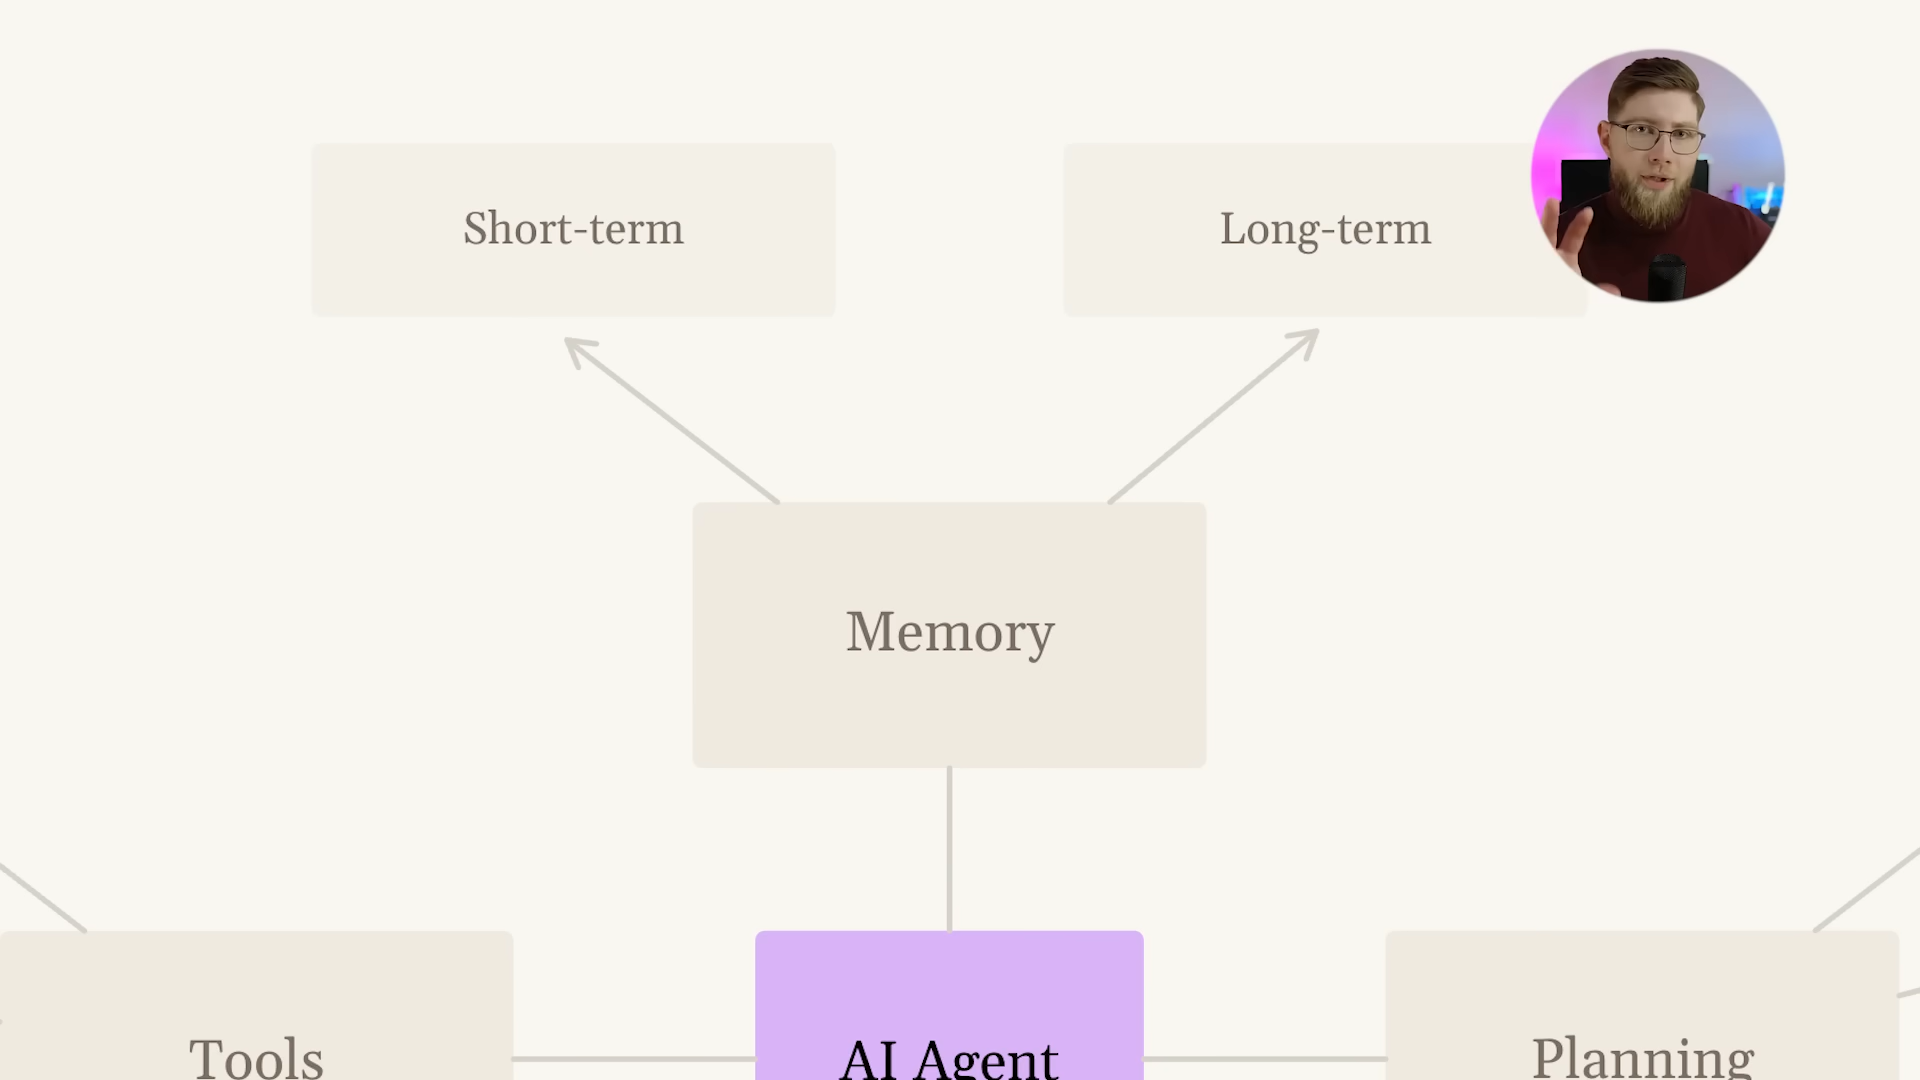 Short-term
Long-term
Memory
Tools
AI Agent
Planning